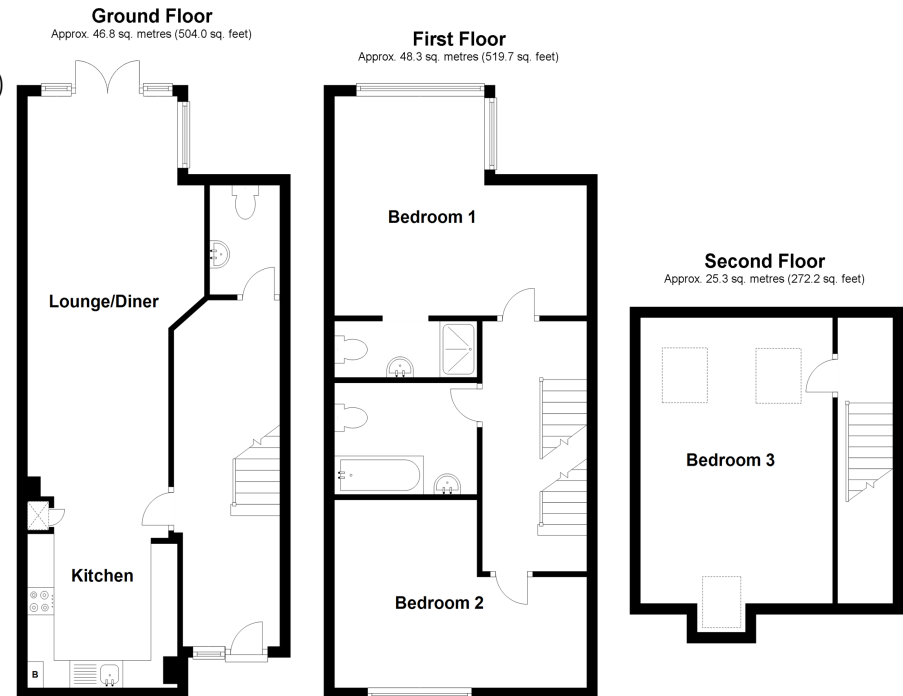 Ground Floor
Approx. 46.8 sq. metres (504.0 sq. feet)
Lounge/Diner
Kitchen
B
First Floor
Approx. 48.3 sq. metres (519.7 sq. feet)
Bedroom 1
Bedroom 2
Second Floor
Approx. 25.3 sq. metres (272.2 sq. feet)
Bedroom 3